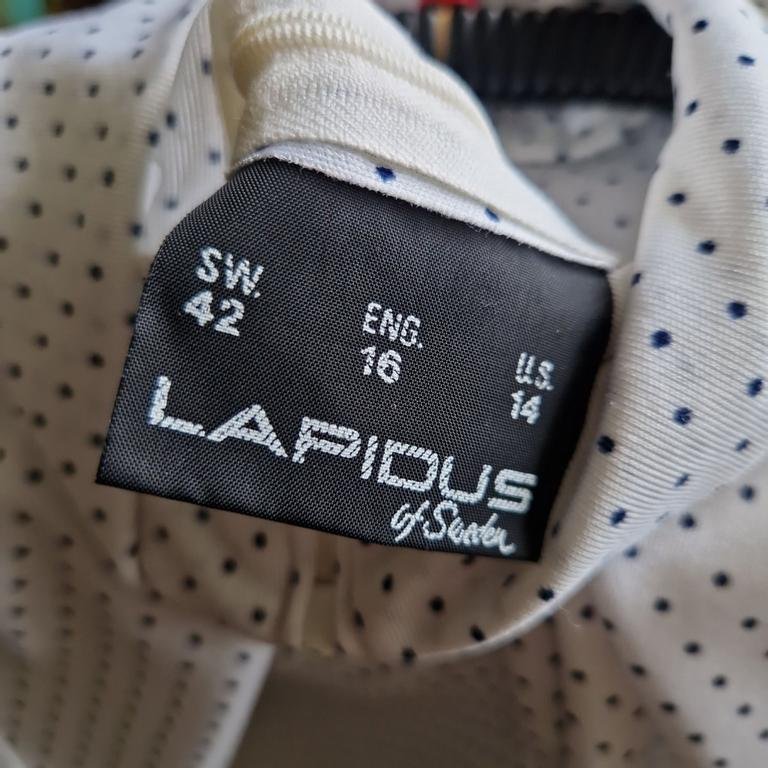 SW. ENG. U.S.
42 16 14
LAPIDUS
of Sweden